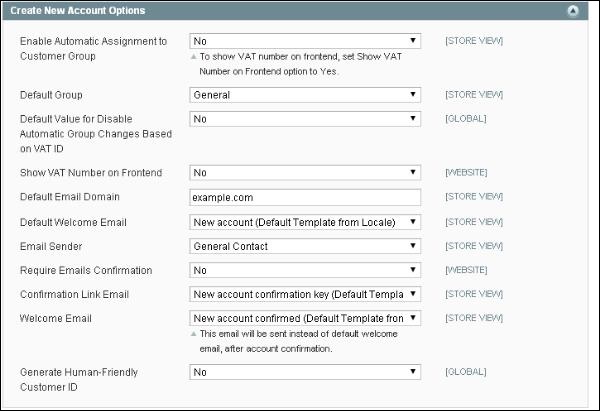 Create New Account Options
Enable Automatic Assignment to Customer Group
No
[STORE VIEW]
To show VAT number on frontend, set Show VAT
Number on Frontend option to Yes.
Default Group
General
[STORE VIEW]
Default Value for Disable
Automatic Group Changes Based
on VAT ID
No
[GLOBAL]
Show VAT Number on Frontend
No
[WEBSITE]
Default Email Domain
example.com
[STORE VIEW]
Default Welcome Email
New account (Default Template from Locale)
[STORE VIEW]
Email Sender
General Contact
[STORE VIEW]
Require Emails Confirmation
No
[WEBSITE]
Confirmation Link Email
New account confirmation key (Default Templa
[STORE VIEW]
Welcome Email
New account confirmed (Default Template fron
[STORE VIEW]
This email will be sent instead of default welcome
email, after account confirmation.
Generate Human-Friendly
Customer ID
No
[GLOBAL]